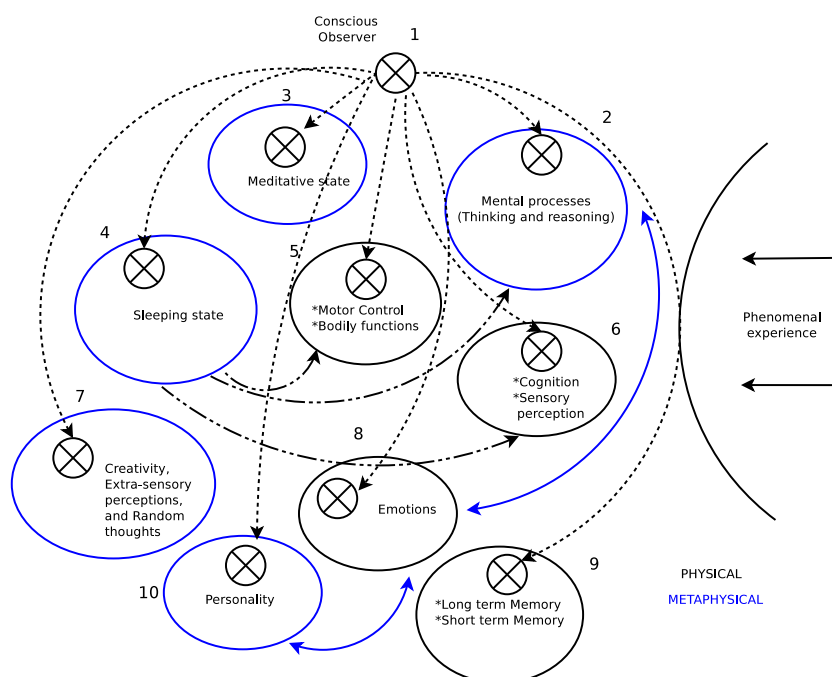 Conscious
Observer
1
3
2
Meditative state
Mental processes
(Thinking and reasoning)
4
5
Sleeping state
*Motor Control
*Bodily functions
Phenomenal
experience
6
*Cognition
*Sensory
perception
7
8
Creativity,
Extra-sensory
perceptions,
and Random
thoughts
Emotions
9
PHYSICAL
10
Personality
METAPHYSICAL
*Long term Memory
*Short term Memory